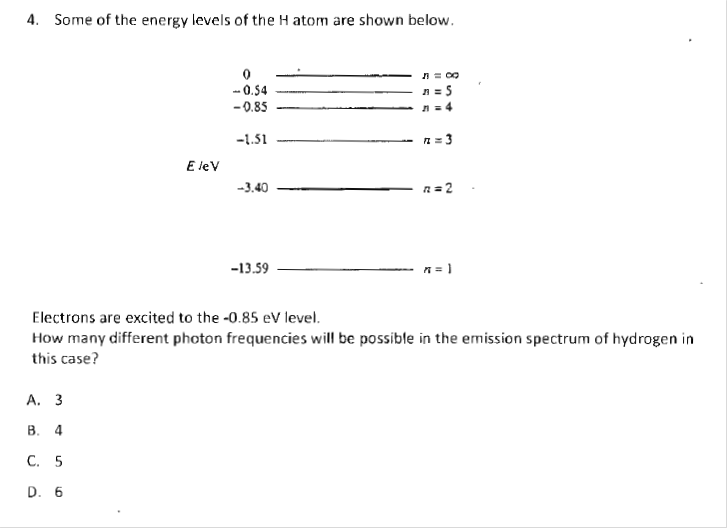 4. Some of the energy levels of the H atom are shown below.
0 n = ∞
-0.54 n = 5
-0.85 n = 4
-1.51 n = 3
E /eV
-3.40 n = 2
-13.59 n = 1
Electrons are excited to the -0.85 eV level.
How many different photon frequencies will be possible in the emission spectrum of hydrogen in
this case?
A. 3
B. 4
C. 5
D. 6